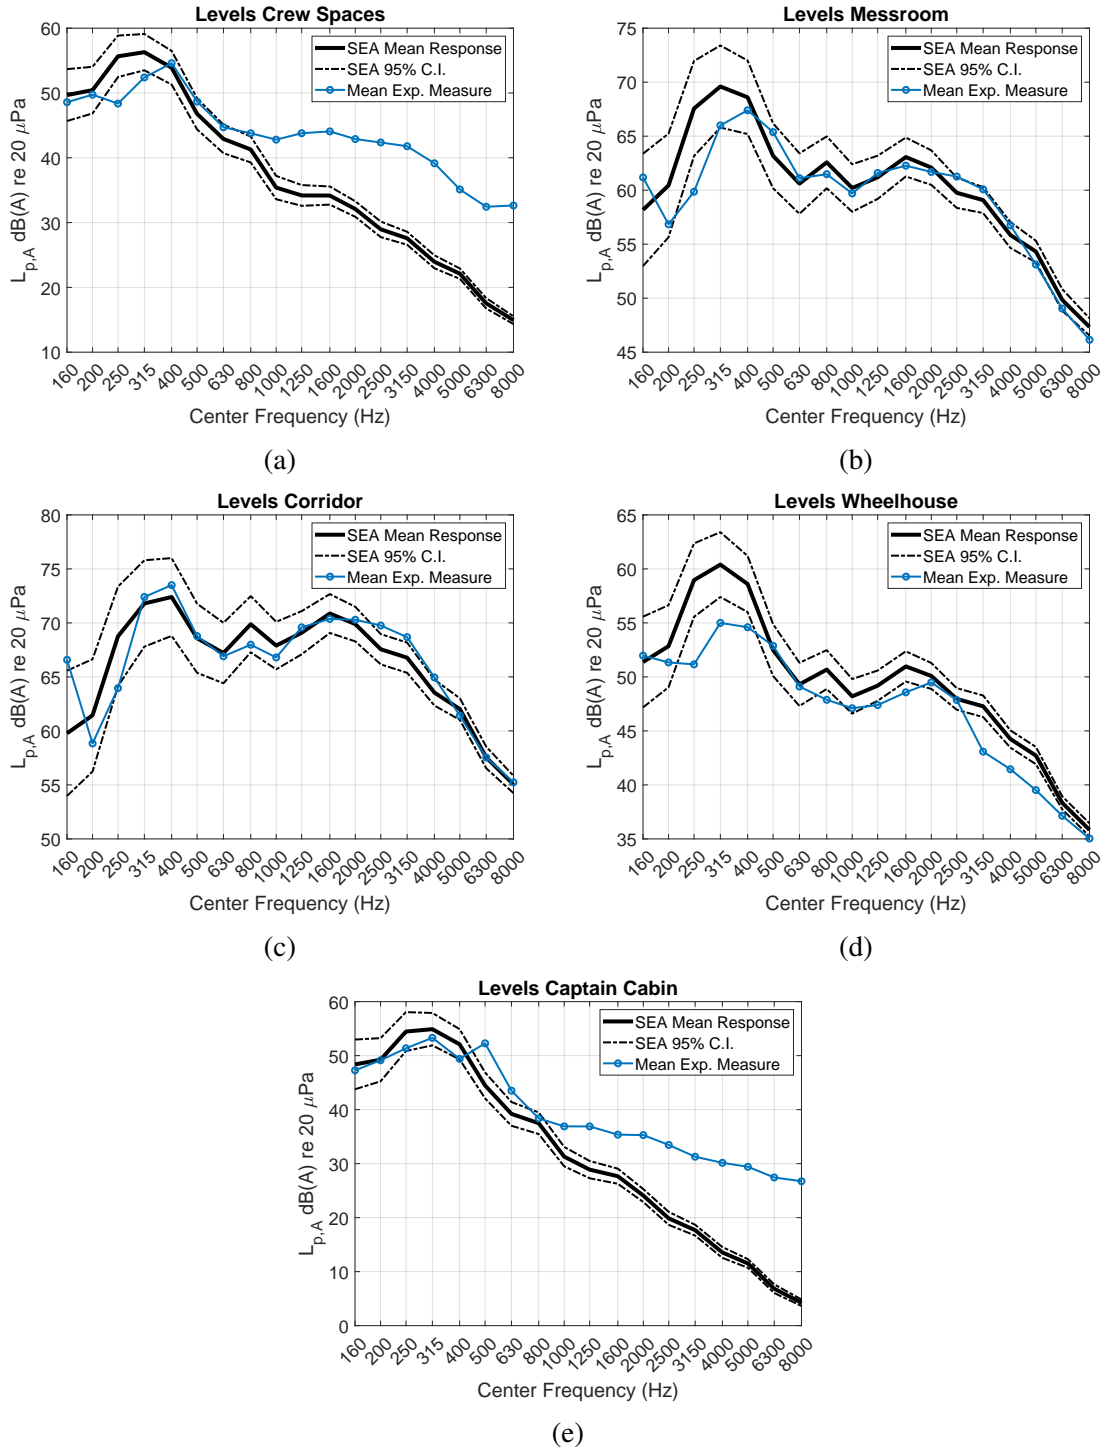 Levels Crew Spaces
60
50
40
30
20
10
L_{p,A} dB(A) re 20 μPa
SEA Mean Response
SEA 95% C.I.
Mean Exp. Measure
160 200 250 315 400 500 630 800 1000 1250 1600 2000 2500 3150 4000 5000 6300 8000
Center Frequency (Hz)
(a)
Levels Messroom
75
70
65
60
55
50
45
L_{p,A} dB(A) re 20 μPa
SEA Mean Response
SEA 95% C.I.
Mean Exp. Measure
160 200 250 315 400 500 630 800 1000 1250 1600 2000 2500 3150 4000 5000 6300 8000
Center Frequency (Hz)
(b)
Levels Corridor
80
75
70
65
60
55
50
L_{p,A} dB(A) re 20 μPa
SEA Mean Response
SEA 95% C.I.
Mean Exp. Measure
160 200 250 315 400 500 630 800 1000 1250 1600 2000 2500 3150 4000 5000 6300 8000
Center Frequency (Hz)
(c)
Levels Wheelhouse
65
60
55
50
45
40
35
L_{p,A} dB(A) re 20 μPa
SEA Mean Response
SEA 95% C.I.
Mean Exp. Measure
160 200 250 315 400 500 630 800 1000 1250 1600 2000 2500 3150 4000 5000 6300 8000
Center Frequency (Hz)
(d)
Levels Captain Cabin
60
50
40
30
20
10
0
L_{p,A} dB(A) re 20 μPa
SEA Mean Response
SEA 95% C.I.
Mean Exp. Measure
160 200 250 315 400 500 630 800 1000 1250 1600 2000 2500 3150 4000 5000 6300 8000
Center Frequency (Hz)
(e)